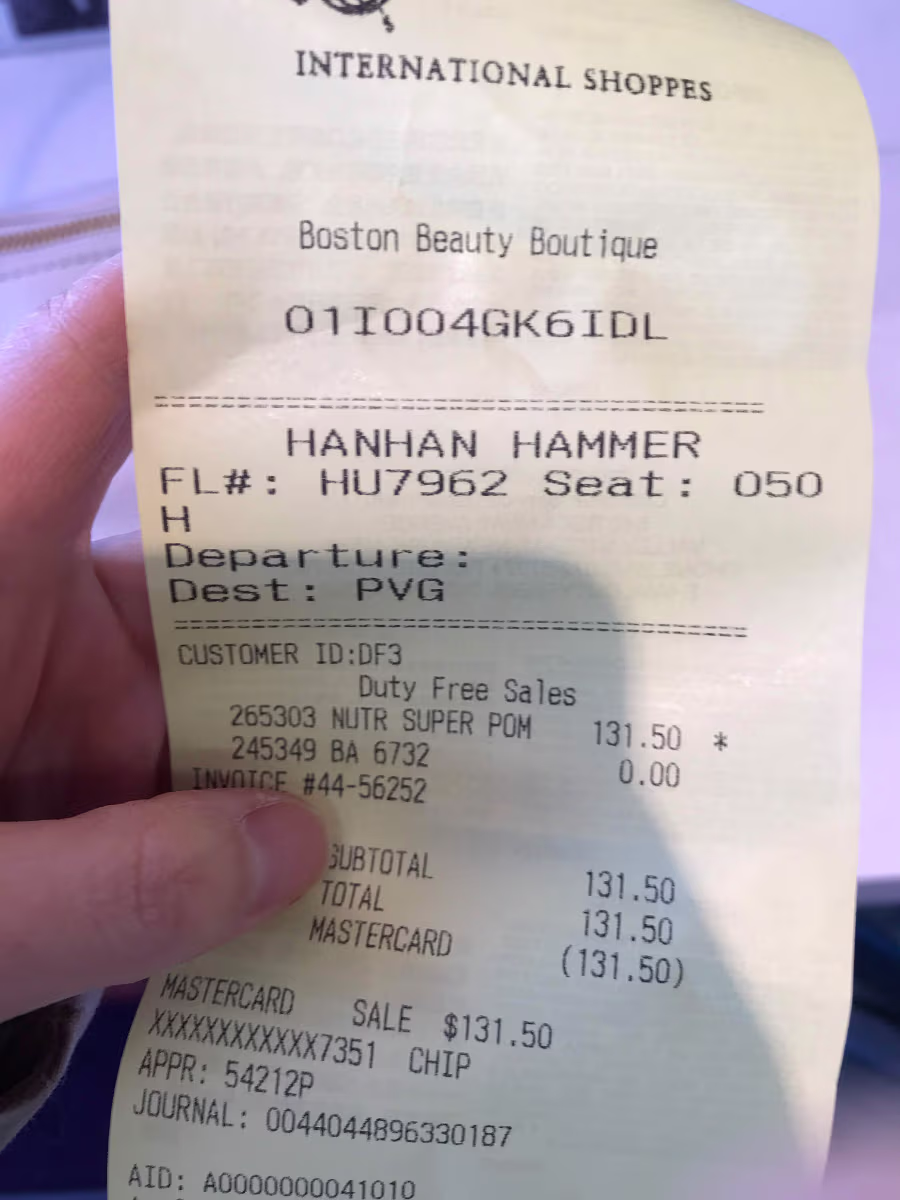 INTERNATIONAL SHOPPES
Boston Beauty Boutique
01I004GK6IDL
================================================
HANHAN HAMMER
FL#: HU7962 Seat: 050
H
Departure:
Dest: PVG
================================================
CUSTOMER ID:DF3
Duty Free Sales
265303 NUTR SUPER POM 131.50 *
245349 BA 6732 0.00
INVOICE #44-56252
SUBTOTAL 131.50
TOTAL 131.50
MASTERCARD (131.50)
MASTERCARD SALE $131.50
XXXXXXXXXXXX7351 CHIP
APPR: 54212P
JOURNAL: 0044044896330187
AID: A0000000041010